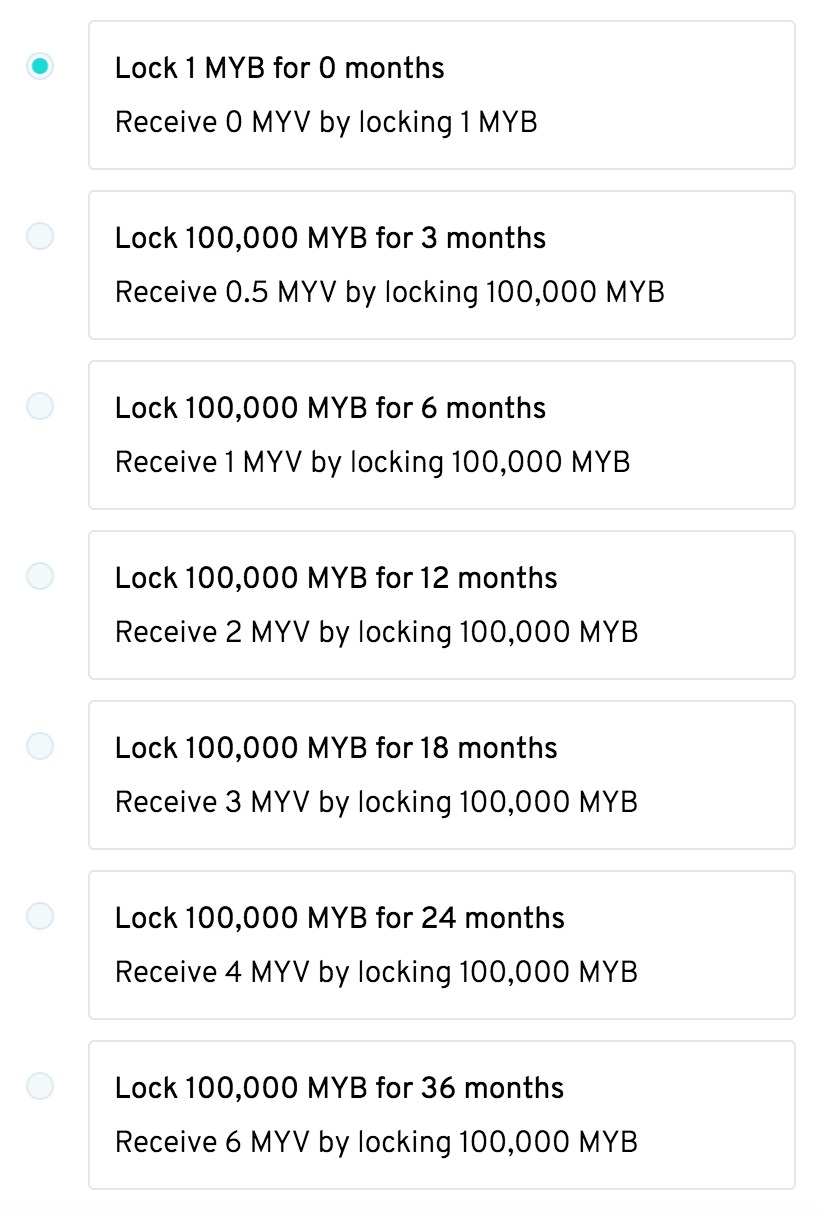 Lock 1 MYB for 0 months
Receive 0 MYV by locking 1 MYB
Lock 100,000 MYB for 3 months
Receive 0.5 MYV by locking 100,000 MYB
Lock 100,000 MYB for 6 months
Receive 1 MYV by locking 100,000 MYB
Lock 100,000 MYB for 12 months
Receive 2 MYV by locking 100,000 MYB
Lock 100,000 MYB for 18 months
Receive 3 MYV by locking 100,000 MYB
Lock 100,000 MYB for 24 months
Receive 4 MYV by locking 100,000 MYB
Lock 100,000 MYB for 36 months
Receive 6 MYV by locking 100,000 MYB